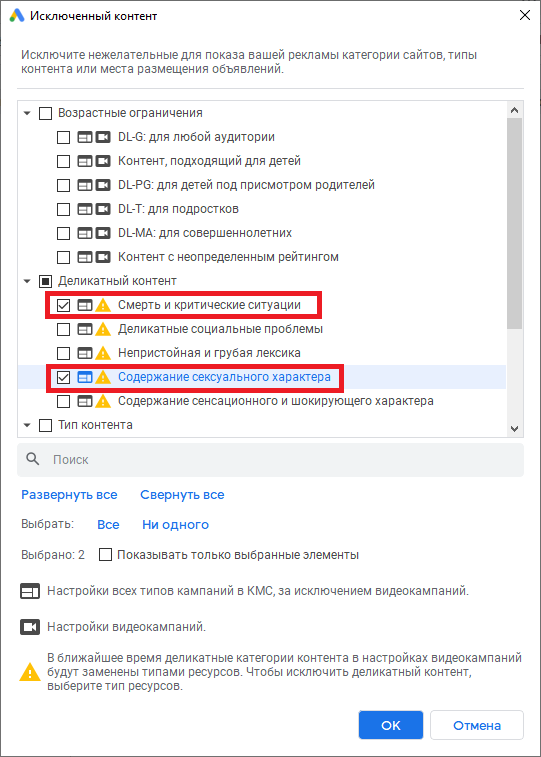 Исключенный контент
Исключите нежелательные для показа вашей рекламы категории сайтов, типы
контента или места размещения объявлений.
Возрастные ограничения
DL-G: для любой аудитории
Контент, подходящий для детей
DL-PG: для детей под присмотром родителей
DL-T: для подростков
DL-MA: для совершеннолетних
Контент с неопределенным рейтингом
Деликатный контент
Смерть и критические ситуации
Деликатные социальные проблемы
Непристойная и грубая лексика
Содержание сексуального характера
Содержание сенсационного и шокирующего характера
Тип контента
Поиск
Развернуть все Свернуть все
Выбрать: Все Ни одного
Выбрано: 2 Показывать только выбранные элементы
Настройки всех типов кампаний в КМС, за исключением видеокампаний.
Настройки видеокампаний.
В ближайшее время деликатные категории контента в настройках видеокампаний
будут заменены типами ресурсов. Чтобы исключить деликатный контент,
выберите тип ресурсов.
OK Отмена